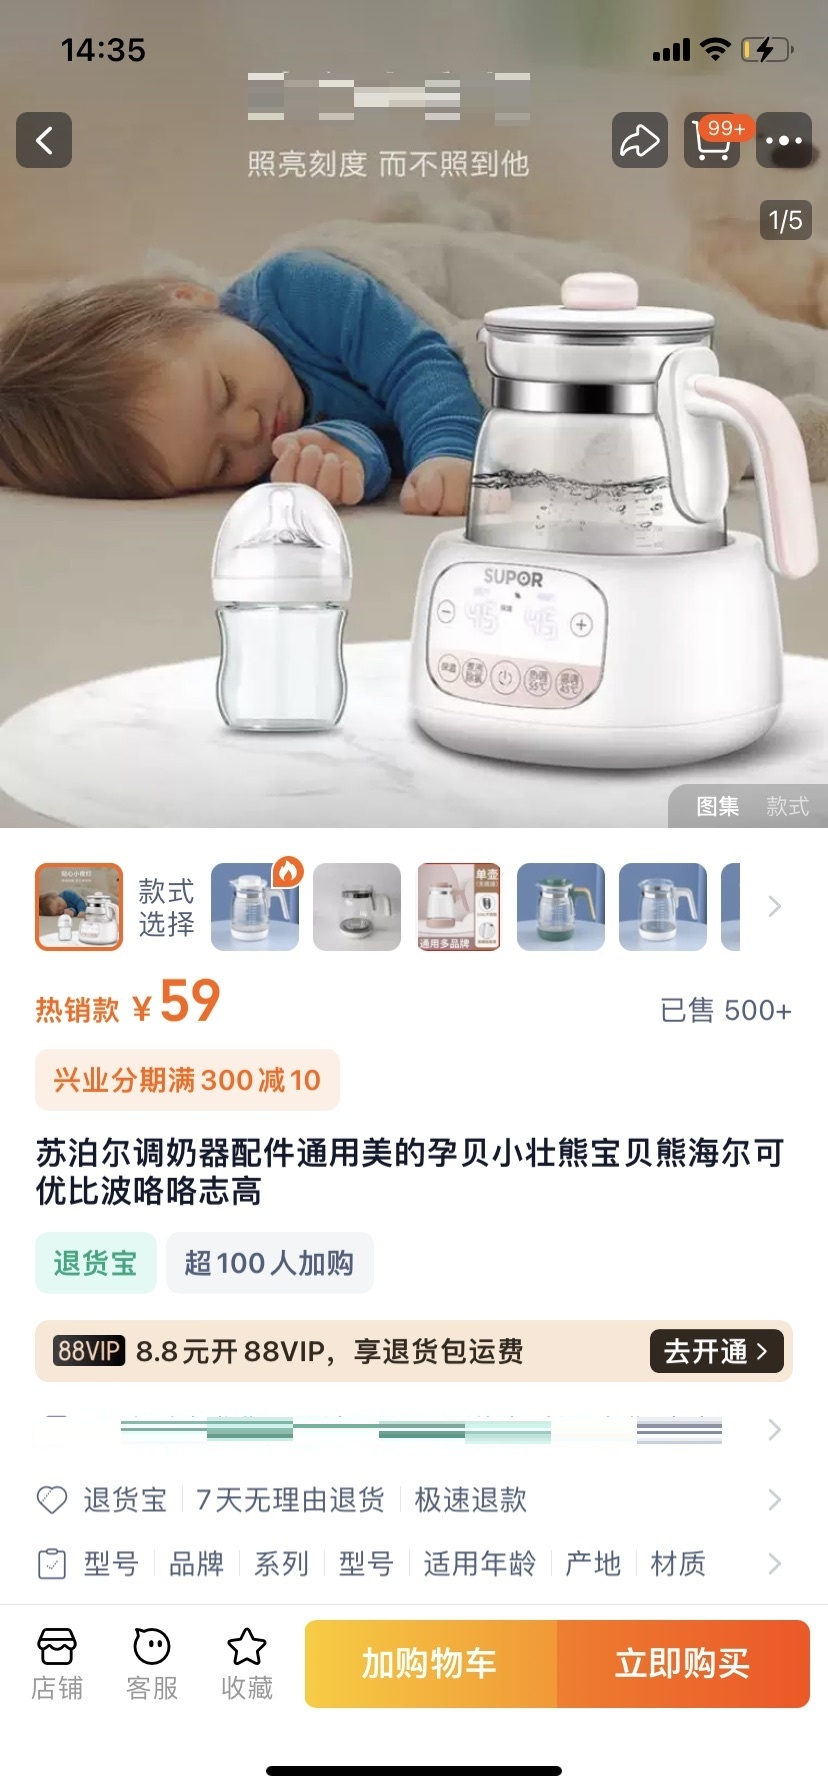 14:35
照亮刻度 而不照到他
99+
1/5
SUPOR
保温
图集 款式
款式
选择
单壶
通用多品牌
热销款 ¥59
已售 500+
兴业分期满300减10
苏泊尔调奶器配件通用美的孕贝小壮熊宝贝熊海尔可
优比波咯咯志高
退货宝 超100人加购
88VIP 8.8元开88VIP，享退货包运费 去开通
退货宝 7天无理由退货 极速退款
型号 品牌 系列 型号 适用年龄 产地 材质
店铺 客服 收藏 加购物车 立即购买